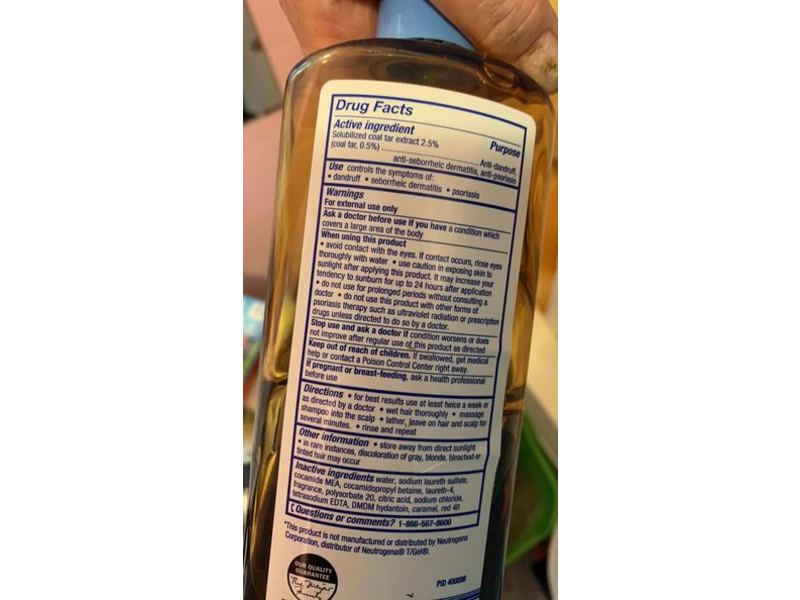 Drug Facts
Active ingredient Purpose
Solubilized coal tar extract 2.5%
(coal tar, 0.5%) ........................... Anti-dandruff,
anti-seborrheic dermatitis, anti-psoriasis
Use controls the symptoms of:
• dandruff • seborrheic dermatitis • psoriasis
Warnings
For external use only
Ask a doctor before use if you have a condition which
covers a large area of the body
When using this product
• avoid contact with the eyes. If contact occurs, rinse eyes
thoroughly with water • use caution in exposing skin to
sunlight after applying this product. It may increase your
tendency to sunburn for up to 24 hours after application
• do not use for prolonged periods without consulting a
doctor • do not use this product with other forms of
psoriasis therapy such as ultraviolet radiation or prescription
drugs unless directed to do so by a doctor.
Stop use and ask a doctor if condition worsens or does
not improve after regular use of this product as directed
Keep out of reach of children. If swallowed, get medical
help or contact a Poison Control Center right away.
If pregnant or breast-feeding, ask a health professional
before use
Directions • for best results use at least twice a week or
as directed by a doctor • wet hair thoroughly • massage
shampoo into the scalp • lather, leave on hair and scalp for
several minutes. • rinse and repeat
Other information • store away from direct sunlight
• in rare instances, discoloration of gray, blonde, bleached or
tinted hair may occur
Inactive ingredients water, sodium laureth sulfate,
cocamide MEA, cocamidopropyl betaine, laureth-4,
fragrance, polysorbate 20, citric acid, sodium chloride,
tetrasodium EDTA, DMDM hydantoin, caramel, red 40
Questions or comments? 1-866-567-8600
*This product is not manufactured or distributed by Neutrogena
Corporation, distributor of Neutrogena® T/Gel®.
OUR QUALITY
GUARANTEE
The Meijer
Family
PID 400898